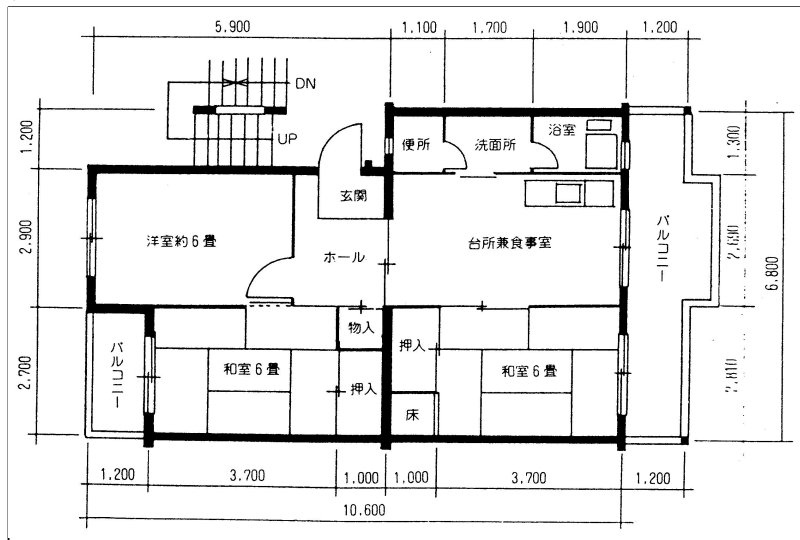 5.900
1.100
1.700
1.900
1.200
DN
UP
1.200
便所
洗面所
浴室
1.300
玄関
2.900
洋室約6畳
ホール
台所兼食事室
バルコニー
2.690
6.800
物入
押入
バルコニー
2.700
和室6畳
押入
床
和室6畳
2.810
1.200
3.700
1.000
1.000
3.700
1.200
10.600